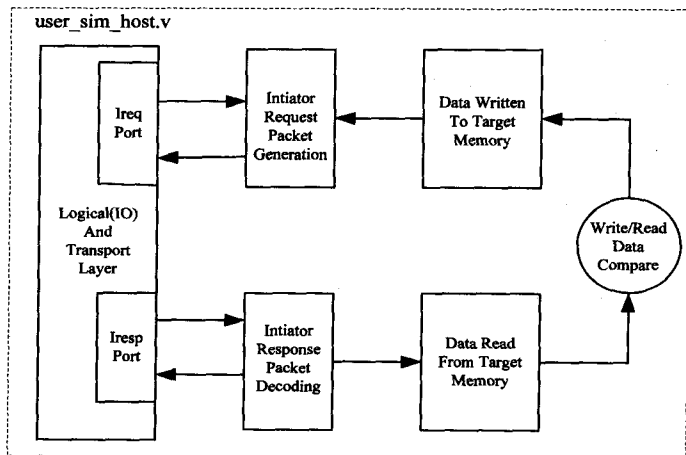 user_sim_host.v
Ireq
Port
Intiator
Request
Packet
Generation
Data Written
To Target
Memory
Logical(IO)
And
Transport
Layer
Write/Read
Data
Compare
Iresp
Port
Intiator
Response
Packet
Decoding
Data Read
From Target
Memory